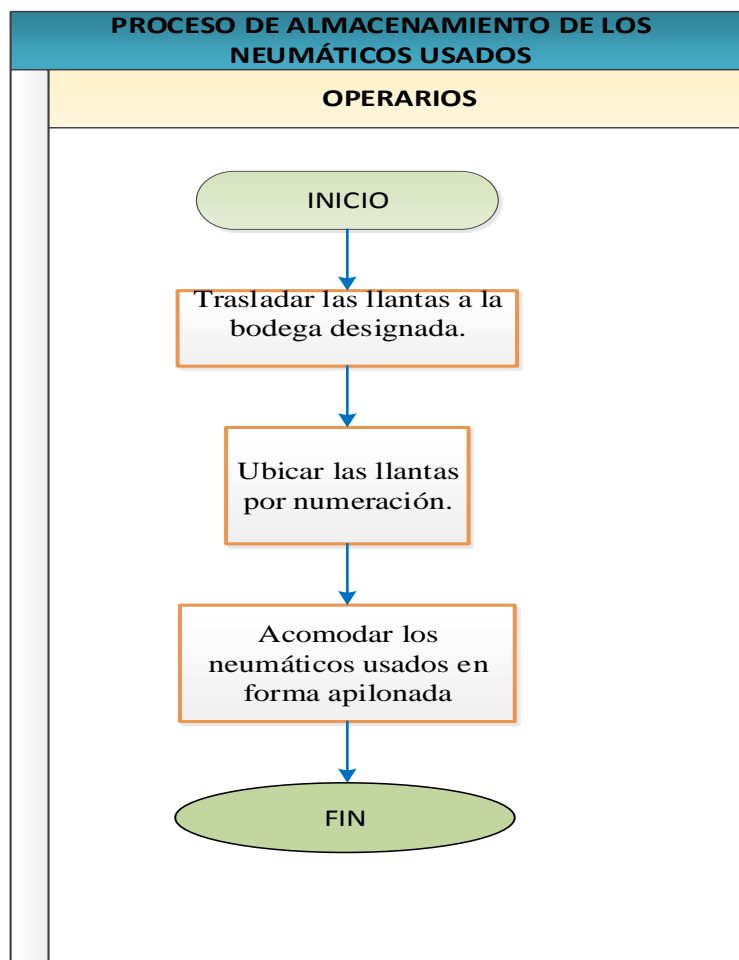 PROCESO DE ALMACENAMIENTO DE LOS
NEUMÁTICOS USADOS
OPERARIOS
INICIO
Trasladar las llantas a la
bodega designada.
Ubicar las llantas
por numeración.
Acomodar los
neumáticos usados en
forma apilonada
FIN